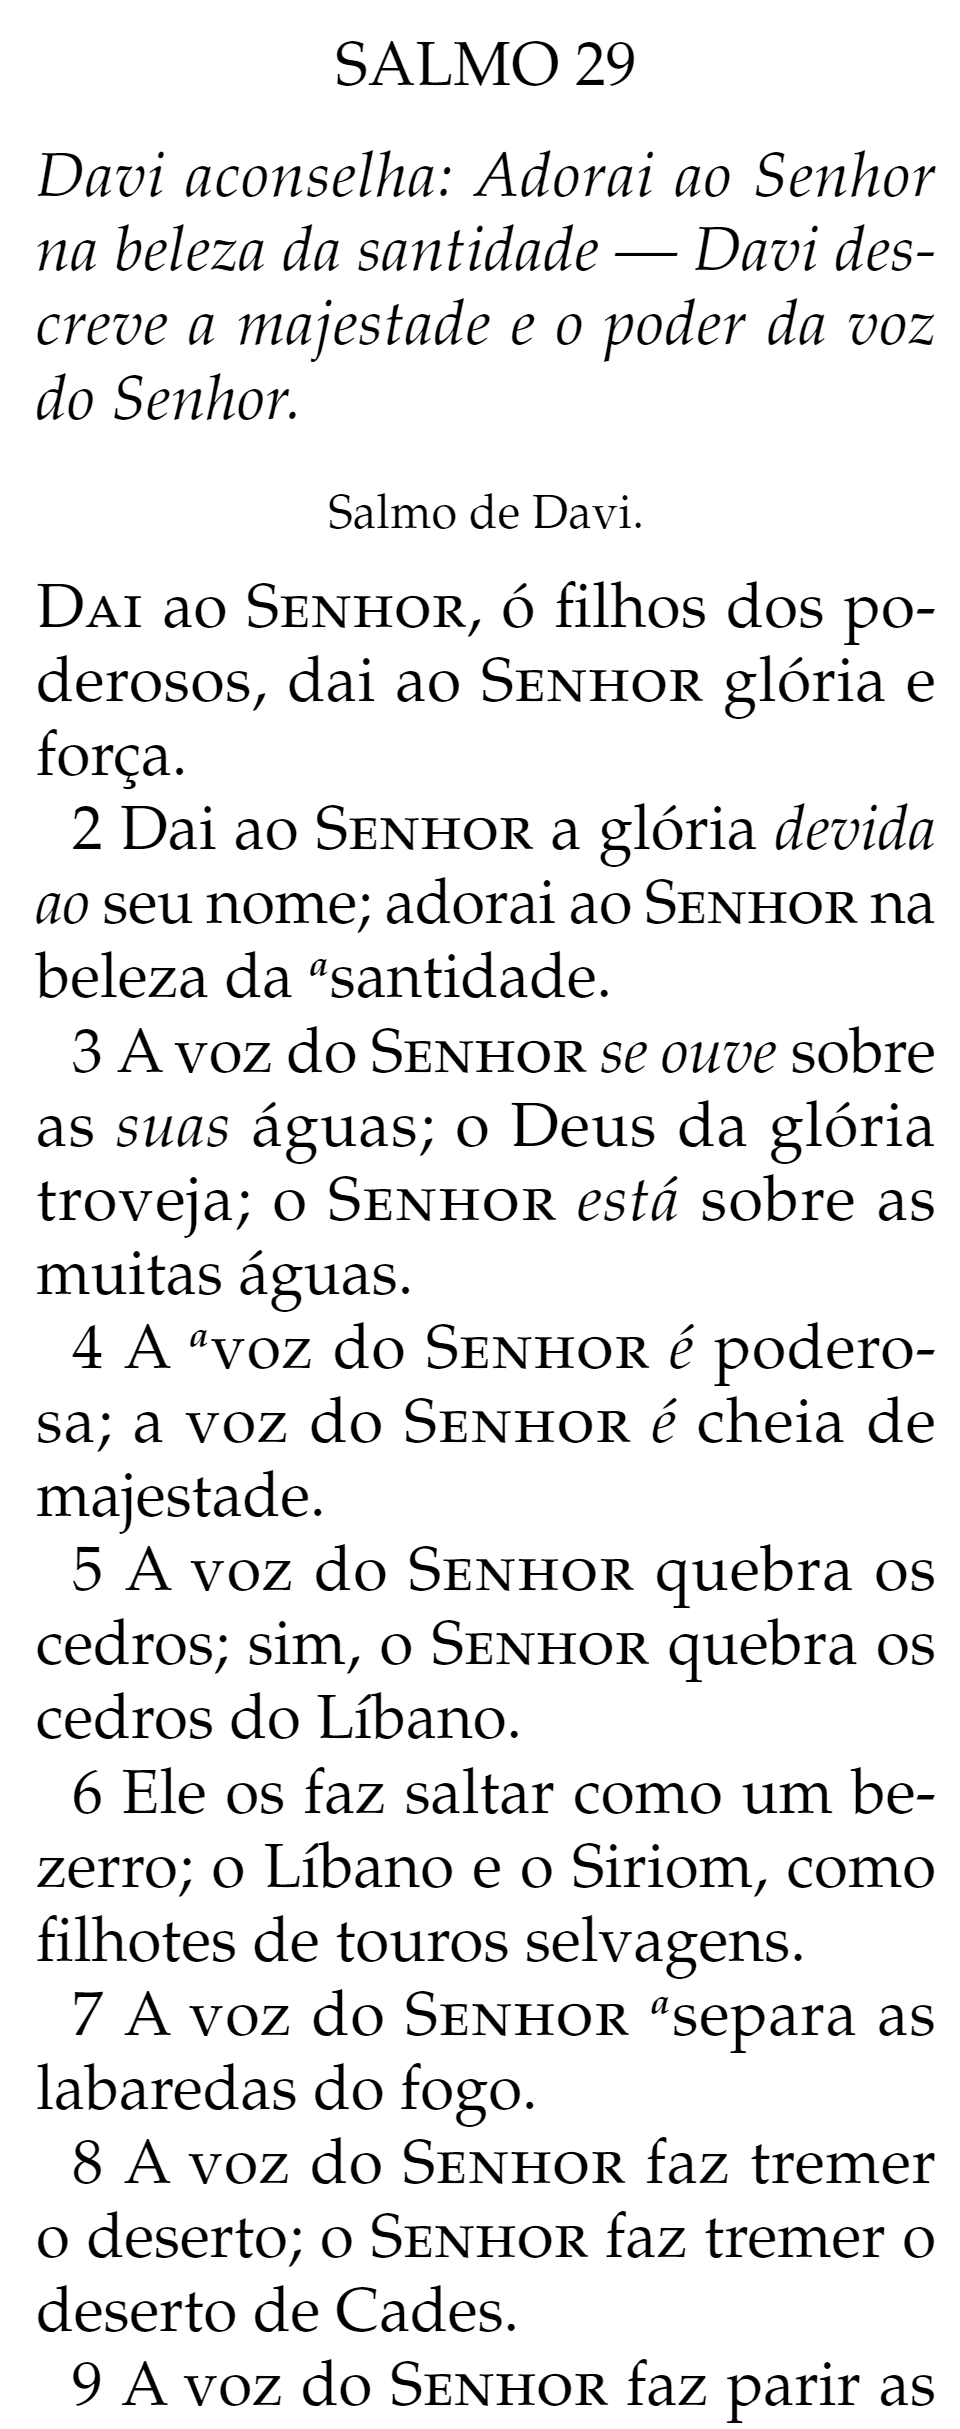 SALMO 29
Davi aconselha: Adorai ao Senhor
na beleza da santidade — Davi des-
creve a majestade e o poder da voz
do Senhor.
Salmo de Davi.
DAI ao SENHOR, ó filhos dos po-
derosos, dai ao SENHOR glória e
força.
2 Dai ao SENHOR a glória devida
ao seu nome; adorai ao SENHOR na
beleza da ᵃsantidade.
3 A voz do SENHOR se ouve sobre
as suas águas; o Deus da glória
troveja; o SENHOR está sobre as
muitas águas.
4 A ᵃvoz do SENHOR é podero-
sa; a voz do SENHOR é cheia de
majestade.
5 A voz do SENHOR quebra os
cedros; sim, o SENHOR quebra os
cedros do Líbano.
6 Ele os faz saltar como um be-
zerro; o Líbano e o Siriom, como
filhotes de touros selvagens.
7 A voz do SENHOR ᵃsepara as
labaredas do fogo.
8 A voz do SENHOR faz tremer
o deserto; o SENHOR faz tremer o
deserto de Cades.
9 A voz do SENHOR faz parir as